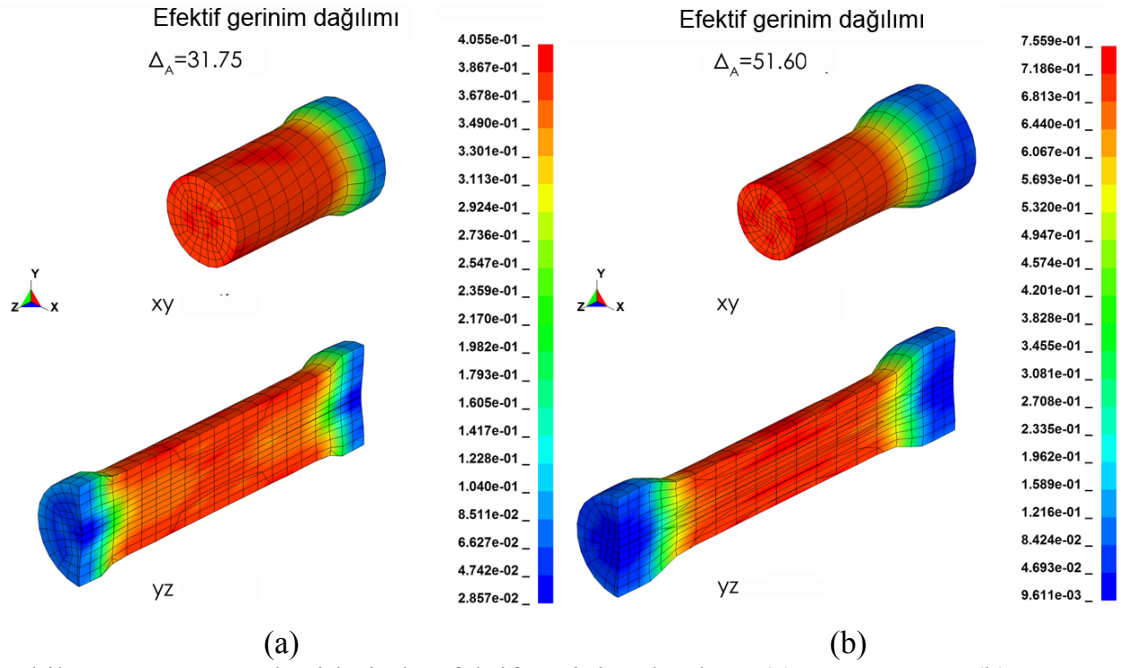 Efektif gerinim dağılımı
Δ_A=31.75
4.055e-01
3.867e-01
3.678e-01
3.490e-01
3.301e-01
3.113e-01
2.924e-01
2.736e-01
2.547e-01
2.359e-01
2.170e-01
1.982e-01
1.793e-01
1.605e-01
1.417e-01
1.228e-01
1.040e-01
8.511e-02
6.627e-02
4.742e-02
2.857e-02
Y
Z
X
xy
yz
(a)
Efektif gerinim dağılımı
Δ_A=51.60
7.559e-01
7.186e-01
6.813e-01
6.440e-01
6.067e-01
5.693e-01
5.320e-01
4.947e-01
4.574e-01
4.201e-01
3.828e-01
3.455e-01
3.081e-01
2.708e-01
2.335e-01
1.962e-01
1.589e-01
1.216e-01
8.424e-02
4.693e-02
9.611e-03
Y
Z
X
xy
yz
(b)